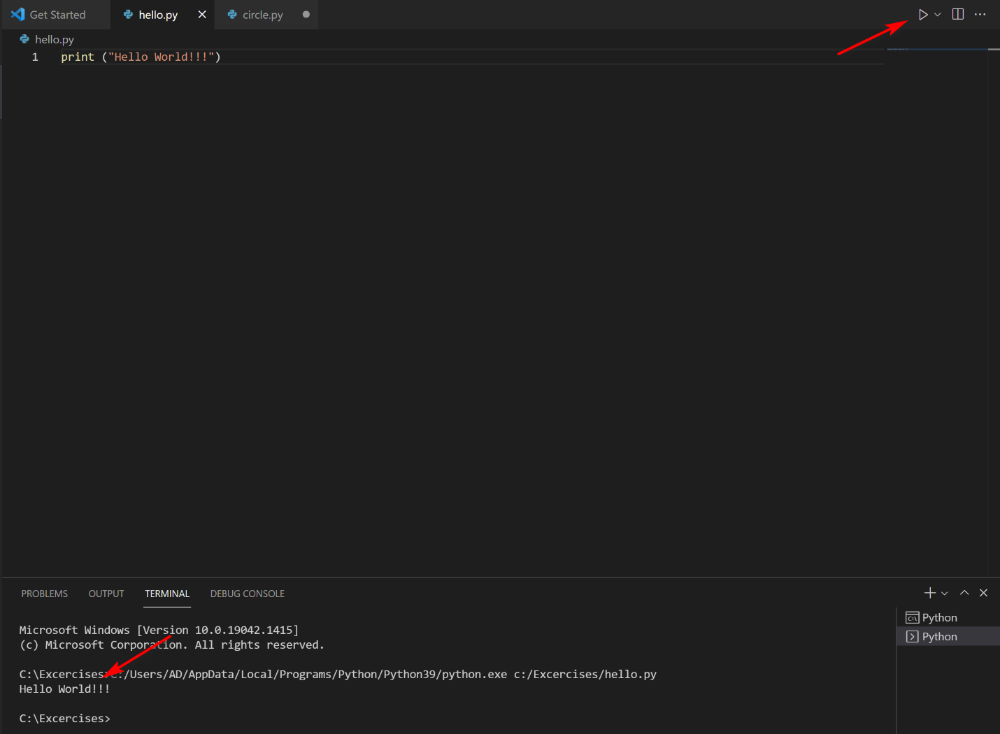 Get Started hello.py circle.py
hello.py
1 print ("Hello World!!!")
PROBLEMS OUTPUT TERMINAL DEBUG CONSOLE
Microsoft Windows [Version 10.0.19042.1415]
(c) Microsoft Corporation. All rights reserved.
C:\Excercises>C:/Users/AD/AppData/Local/Programs/Python/Python39/python.exe c:/Excercises/hello.py
Hello World!!!
C:\Excercises>
Python
Python